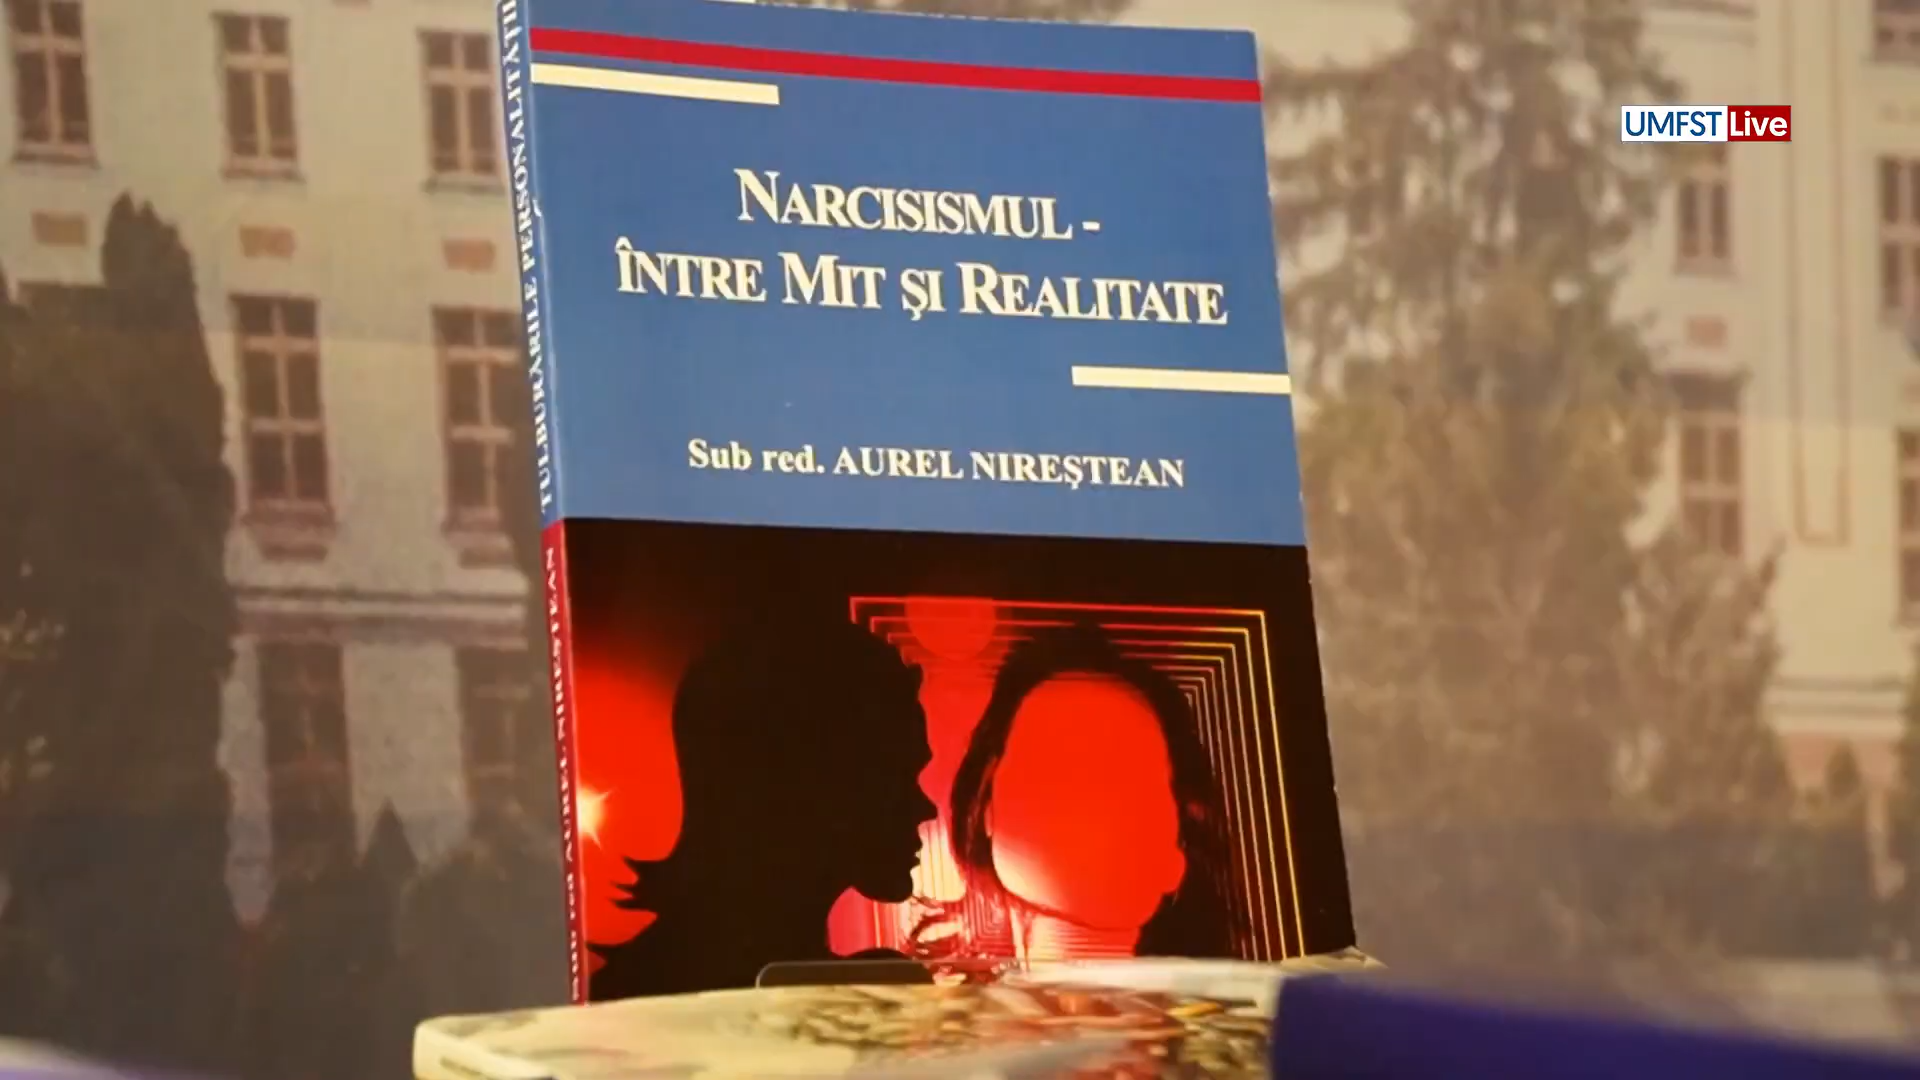 NARCISISMUL -
ÎNTRE MIT ŞI REALITATE
Sub red. AUREL NIREŞTEAN
TULBURĂRILE PERSONALITĂŢII
Sub red AUREL NIREŞTEAN
UMFST Live